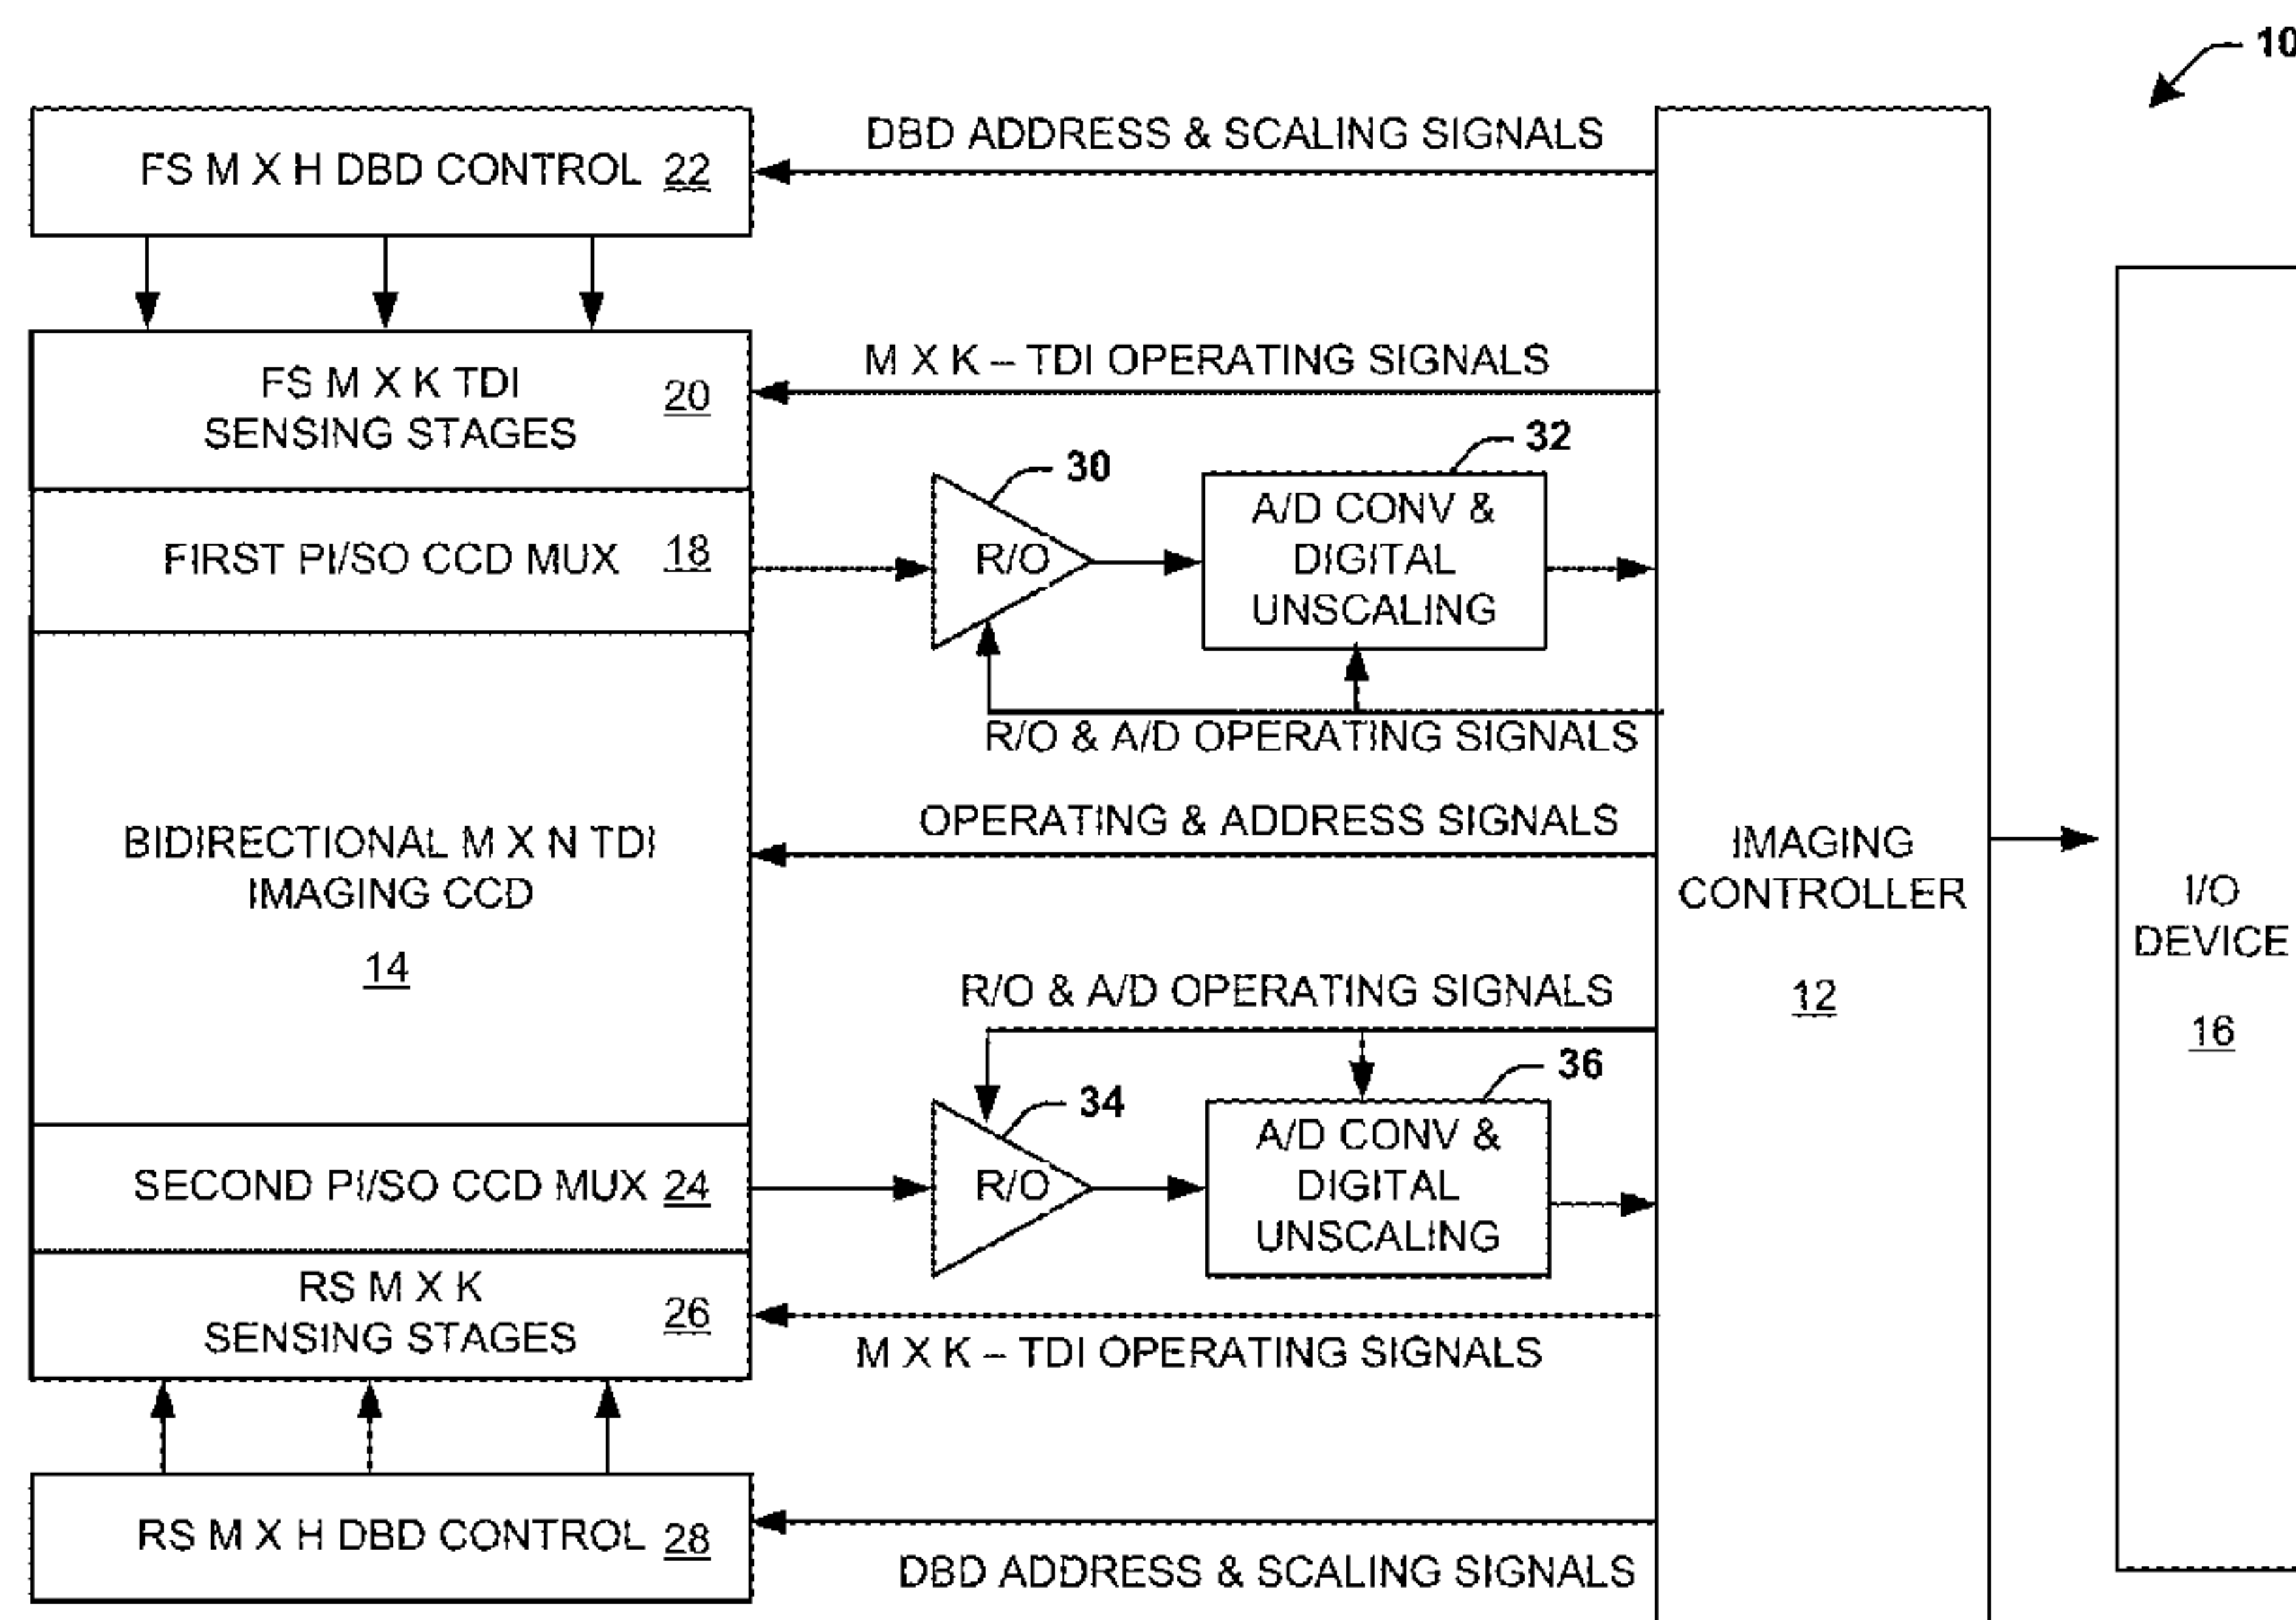 10
FS M X H DBD CONTROL 22
DBD ADDRESS & SCALING SIGNALS
FS M X K TDI
SENSING STAGES
20
M X K – TDI OPERATING SIGNALS
FIRST PI/SO CCD MUX 18
30
R/O
32
A/D CONV &
DIGITAL
UNSCALING
R/O & A/D OPERATING SIGNALS
BIDIRECTIONAL M X N TDI
IMAGING CCD
14
OPERATING & ADDRESS SIGNALS
IMAGING
CONTROLLER
12
I/O
DEVICE
16
R/O & A/D OPERATING SIGNALS
SECOND PI/SO CCD MUX 24
34
R/O
36
A/D CONV &
DIGITAL
UNSCALING
RS M X K
SENSING STAGES
26
M X K – TDI OPERATING SIGNALS
RS M X H DBD CONTROL 28
DBD ADDRESS & SCALING SIGNALS